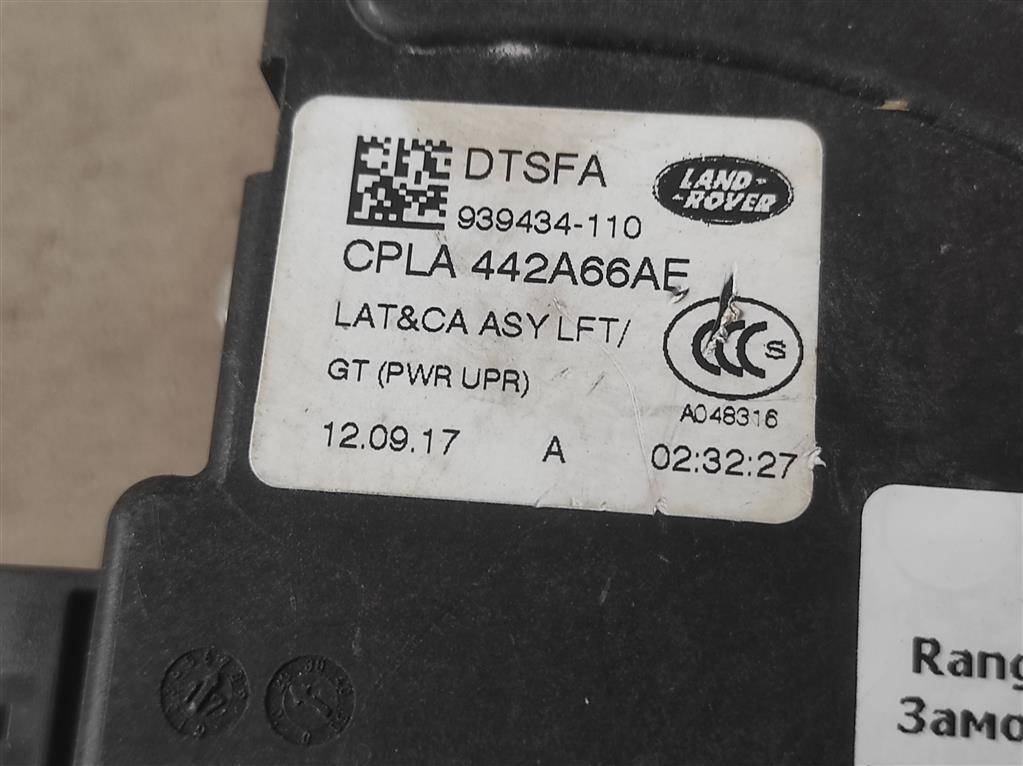 DTSFA
939434-110
LAND-
-ROVER
CPLA 442A66AE
LAT&CA ASY LFT/
GT (PWR UPR)
CCC S
A048316
12.09.17 A 02:32:27
Rang
Замо